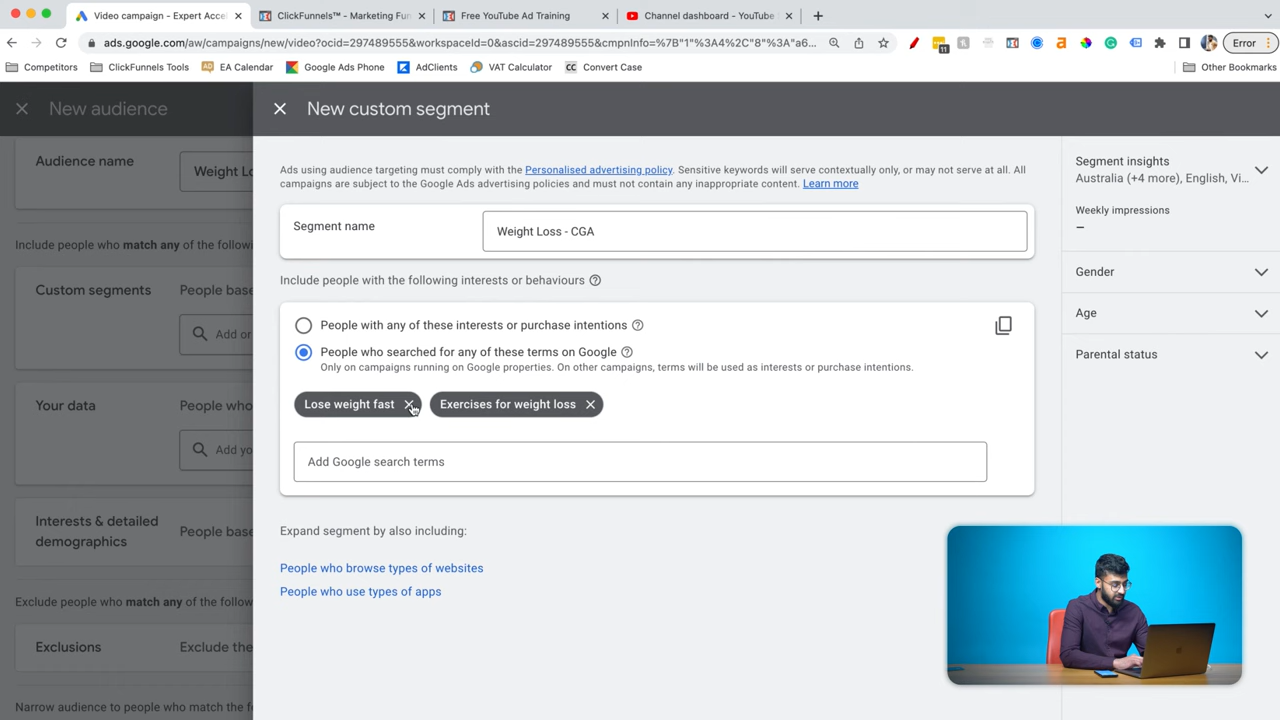 Video campaign - Expert Acce
ClickFunnels™ - Marketing Fun
Free YouTube Ad Training
Channel dashboard - YouTube
ads.google.com/aw/campaigns/new/video?ocid=297489555&workspaceId=0&ascid=297489555&cmpnInfo=%7B"1"%3A4%2C"8"%3A"a6...
11
Error
Competitors
ClickFunnels Tools
EA Calendar
Google Ads Phone
AdClients
VAT Calculator
CC Convert Case
Other Bookmarks
New audience
New custom segment
Audience name
Weight Lo
Include people who match any of the followi
Custom segments
People base
Add or
Your data
People who
Add yo
Interests & detailed
demographics
People base
Exclude people who match any of the follow
Exclusions
Exclude the
Narrow audience to people who match the f
Ads using audience targeting must comply with the Personalised advertising policy. Sensitive keywords will serve contextually only, or may not serve at all. All
campaigns are subject to the Google Ads advertising policies and must not contain any inappropriate content. Learn more
Segment name
Weight Loss - CGA
Include people with the following interests or behaviours
People with any of these interests or purchase intentions
People who searched for any of these terms on Google
Only on campaigns running on Google properties. On other campaigns, terms will be used as interests or purchase intentions.
Lose weight fast
Exercises for weight loss
Add Google search terms
Expand segment by also including:
People who browse types of websites
People who use types of apps
Segment insights
Australia (+4 more), English, Vi...
Weekly impressions
–
Gender
Age
Parental status